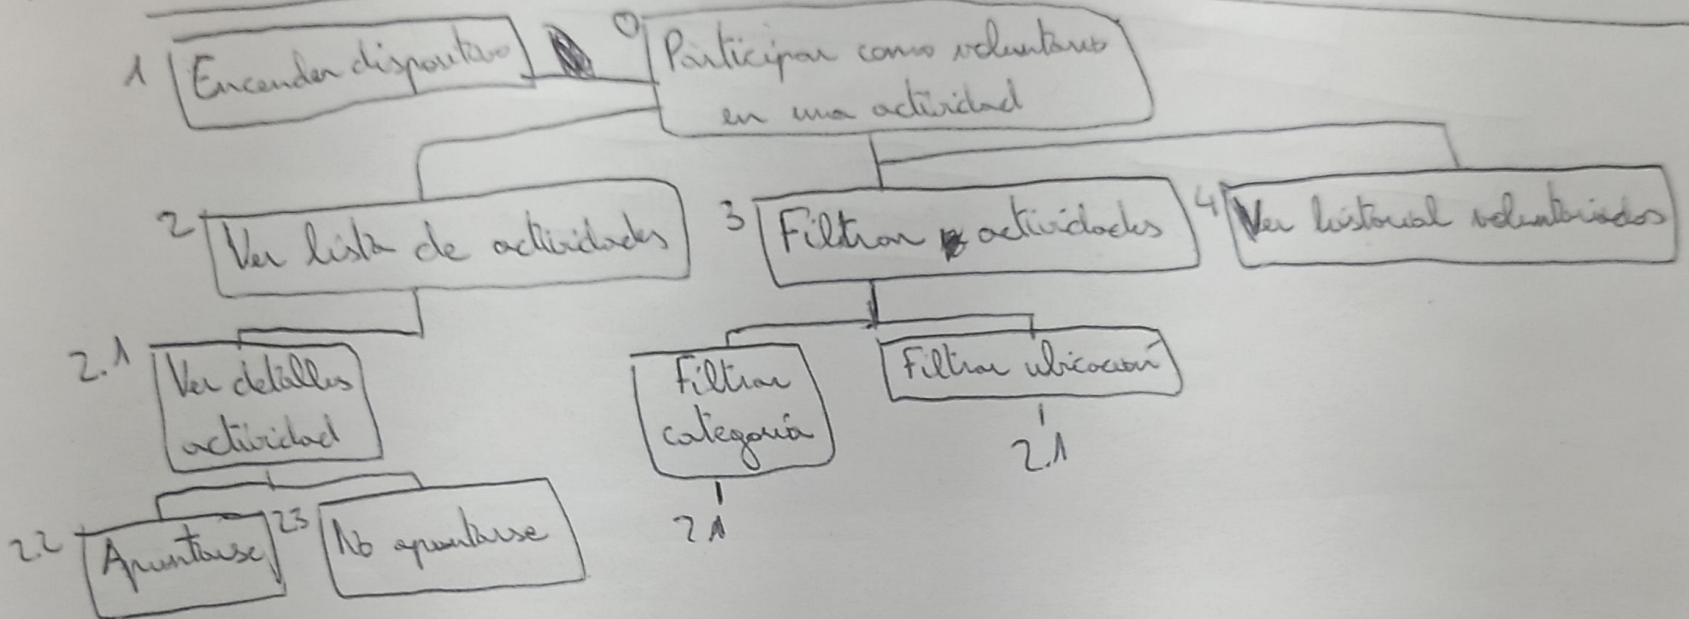 1 Encender dispositivo
0 Participar como voluntario
en una actividad
2 Ver lista de actividades
3 Filtrar actividades
4 Ver historial voluntariados
2.1 Ver detalles
actividad
Filtrar
categoría
Filtrar ubicación
2.1
2.1
2.2 Apuntarse
2.3 No apuntarse